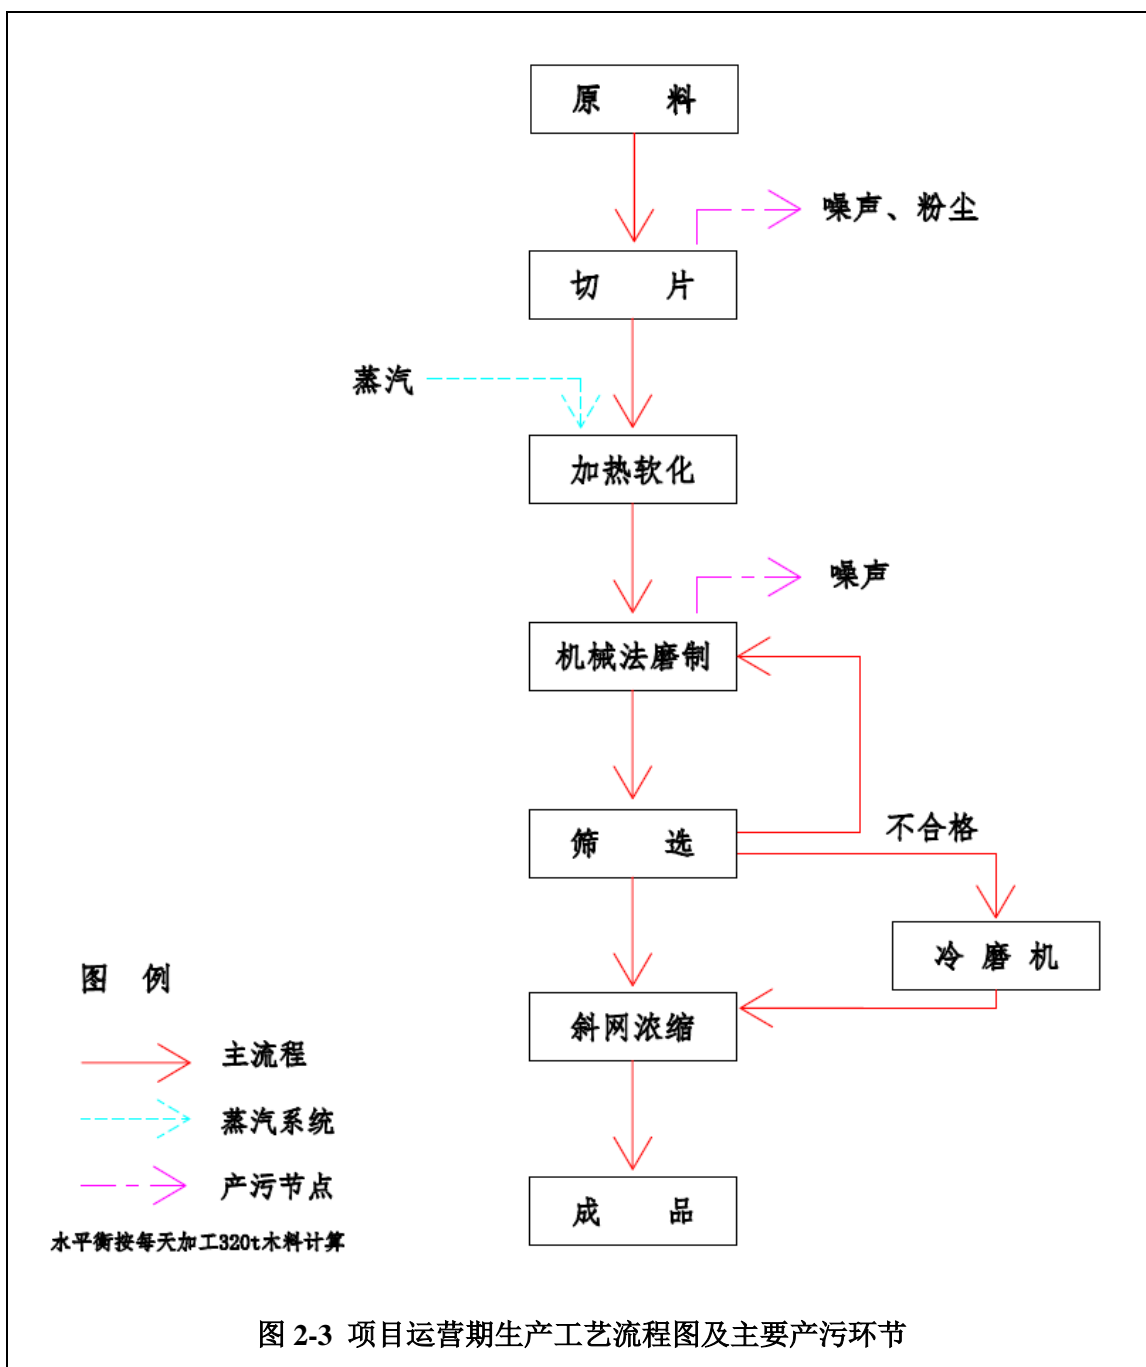 原 料
噪声、粉尘
切 片
蒸汽
加热软化
噪声
机械法磨制
不合格
筛 选
冷 磨 机
斜网浓缩
成 品
图 例
主流程
蒸汽系统
产污节点
水平衡按每天加工320t木料计算
图 2-3 项目运营期生产工艺流程图及主要产污环节